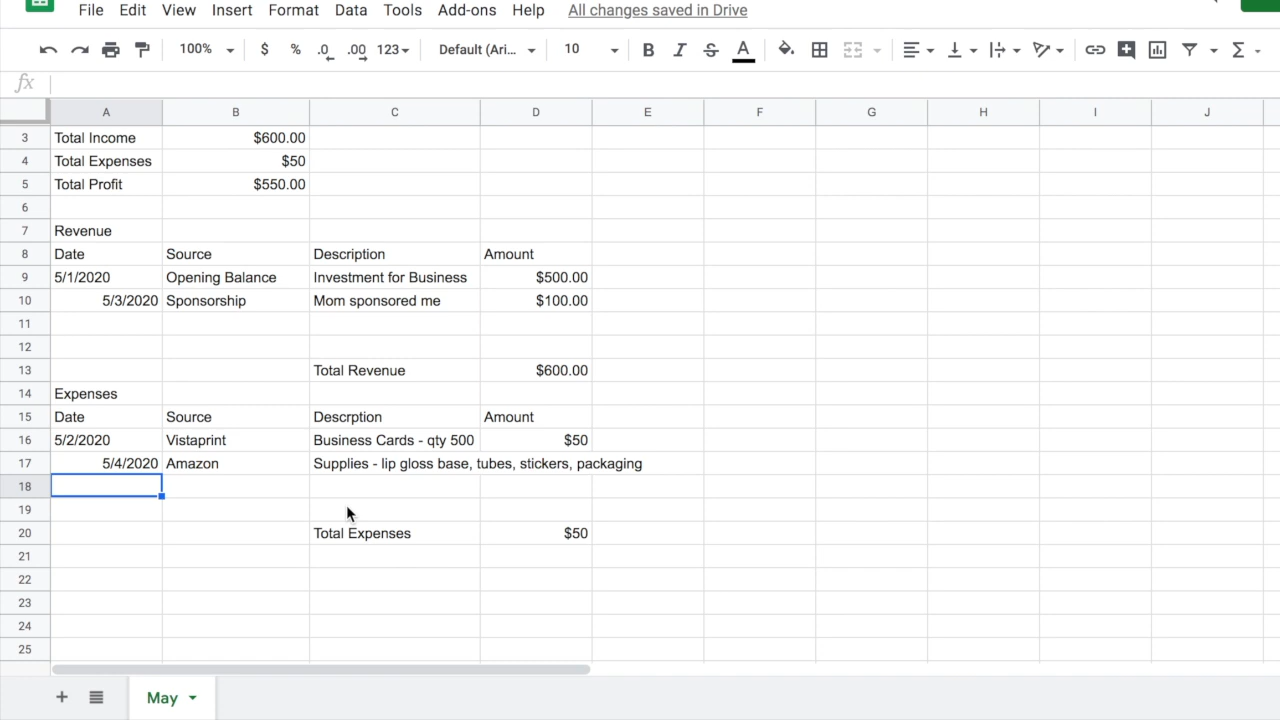 File Edit View Insert Format Data Tools Add-ons Help All changes saved in Drive
100% $ % .0 .00 123 Default (Ari... 10 B I S A Σ
fx
A B C D E F G H I J
3 Total Income $600.00
4 Total Expenses $50
5 Total Profit $550.00
6
7 Revenue
8 Date Source Description Amount
9 5/1/2020 Opening Balance Investment for Business $500.00
10 5/3/2020 Sponsorship Mom sponsored me $100.00
11
12
13 Total Revenue $600.00
14 Expenses
15 Date Source Descrption Amount
16 5/2/2020 Vistaprint Business Cards - qty 500 $50
17 5/4/2020 Amazon Supplies - lip gloss base, tubes, stickers, packaging
18
19
20 Total Expenses $50
21
22
23
24
25
May